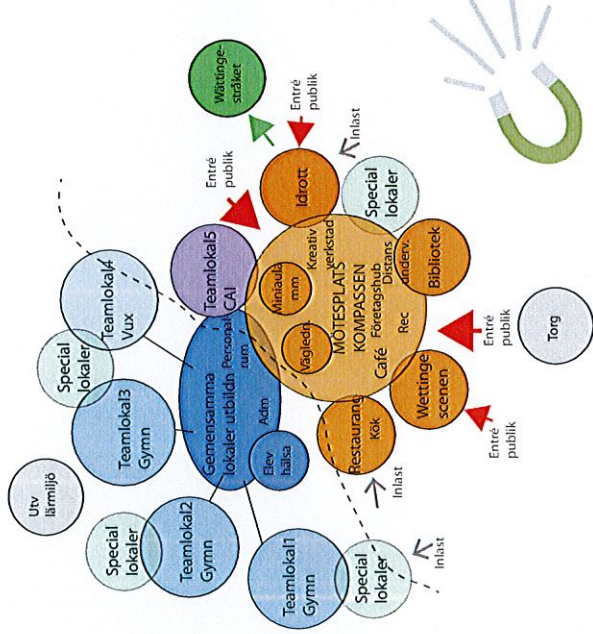 Utv
lärmiljö
Special
lokaler
Teamlokal2
Gymn
Teamlokal3
Gymn
Special
lokaler
Teamlokal4
Vux
Teamlokal1
Gymn
Special
lokaler
Inlast
Gemensamma
lokaler utbildn
Personal
rum
Adm
Elev
hälsa
Teamlokal5
CAI
Entré
publik
Wättinge-
stråket
Restaurang
Kök
Inlast
Vägledn
Miniaula
mm
MÖTESPLATS
KOMPASSEN
Kreativ
verkstad
Café
Företagshub
Rec
Distans
underv.
Idrott
Entré
publik
Inlast
Special
lokaler
Wettinge
scenen
Entré
publik
Bibliotek
Entré
publik
Torg